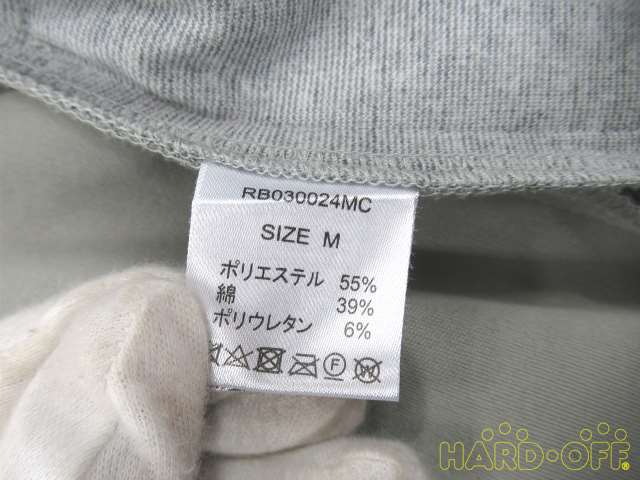 RB030024MC
SIZE M
ポリエステル 55%
綿 39%
ポリウレタン 6%
F W
HARD-OFF